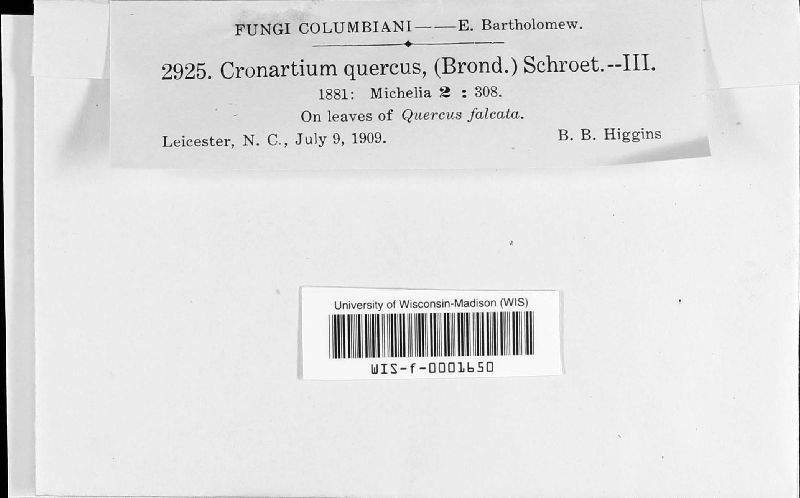 FUNGI COLUMBIANI——E. Bartholomew.
2925. Cronartium quercus, (Brond.) Schroet.--III.
1881: Michelia 2 : 308.
On leaves of Quercus falcata.
Leicester, N. C., July 9, 1909. B. B. Higgins
University of Wisconsin-Madison (WIS)
WIS-f-0001650